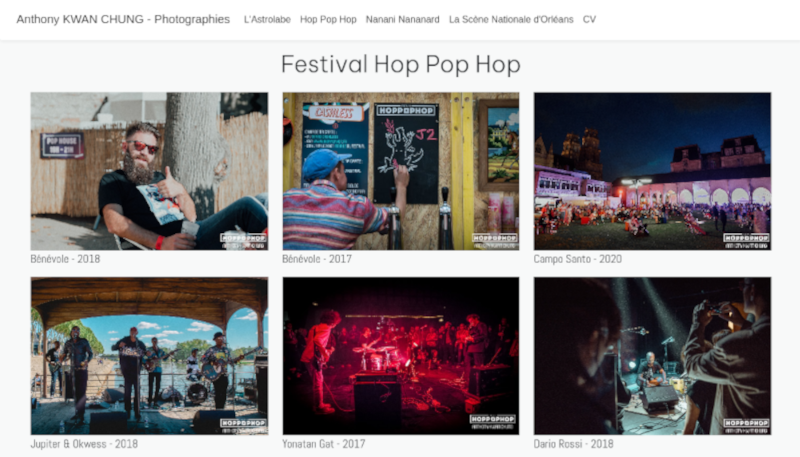 Anthony KWAN CHUNG - Photographies L'Astrolabe Hop Pop Hop Nanani Nananard La Scène Nationale d'Orléans CV
Festival Hop Pop Hop
POP HOUSE
HOPPOPHOP
CASHLESS
HOPPOPHOP
J2
HOPPOPHOP
HOPPOPHOP
Bénévole - 2018
Bénévole - 2017
Campo Santo - 2020
HOPPOPHOP
HOPPOPHOP
HOPPOPHOP
Jupiter & Okwess - 2018
Yonatan Gat - 2017
Dario Rossi - 2018